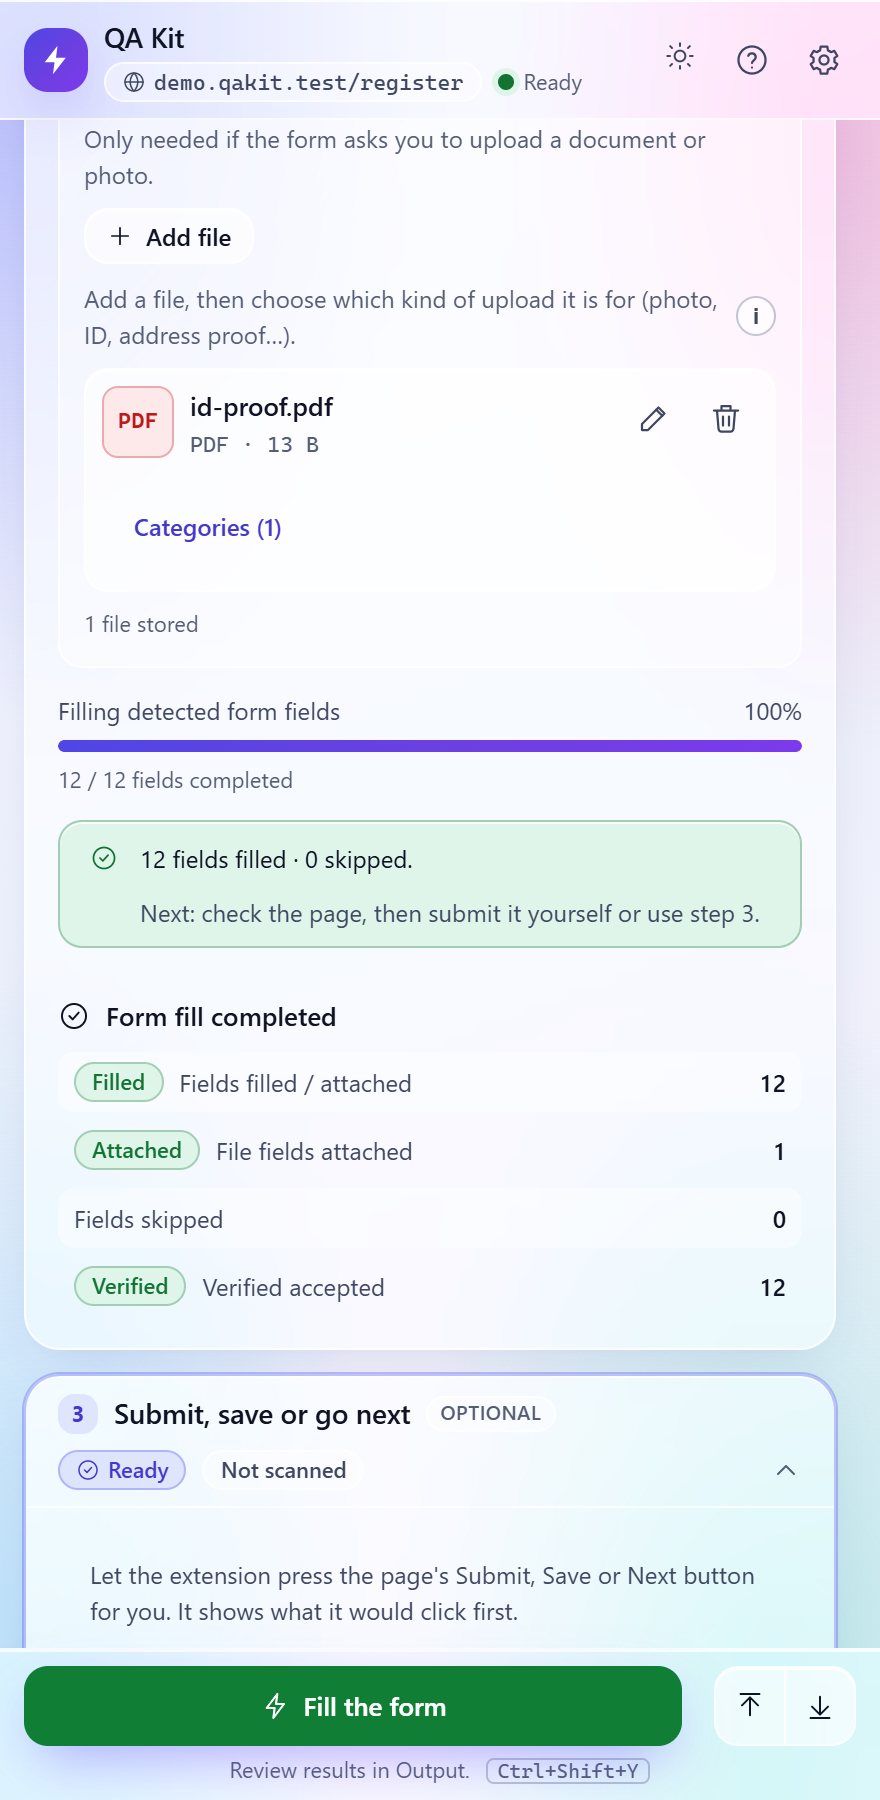 QA Kit
demo.qakit.test/register
Ready
Only needed if the form asks you to upload a document or
photo.
Add file
Add a file, then choose which kind of upload it is for (photo,
ID, address proof...).
i
PDF
id-proof.pdf
PDF · 13 B
Categories (1)
1 file stored
Filling detected form fields
100%
12 / 12 fields completed
12 fields filled · 0 skipped.
Next: check the page, then submit it yourself or use step 3.
Form fill completed
Filled Fields filled / attached 12
Attached File fields attached 1
Fields skipped 0
Verified Verified accepted 12
3 Submit, save or go next OPTIONAL
Ready Not scanned
Let the extension press the page's Submit, Save or Next button
for you. It shows what it would click first.
Fill the form
Review results in Output. Ctrl+Shift+Y